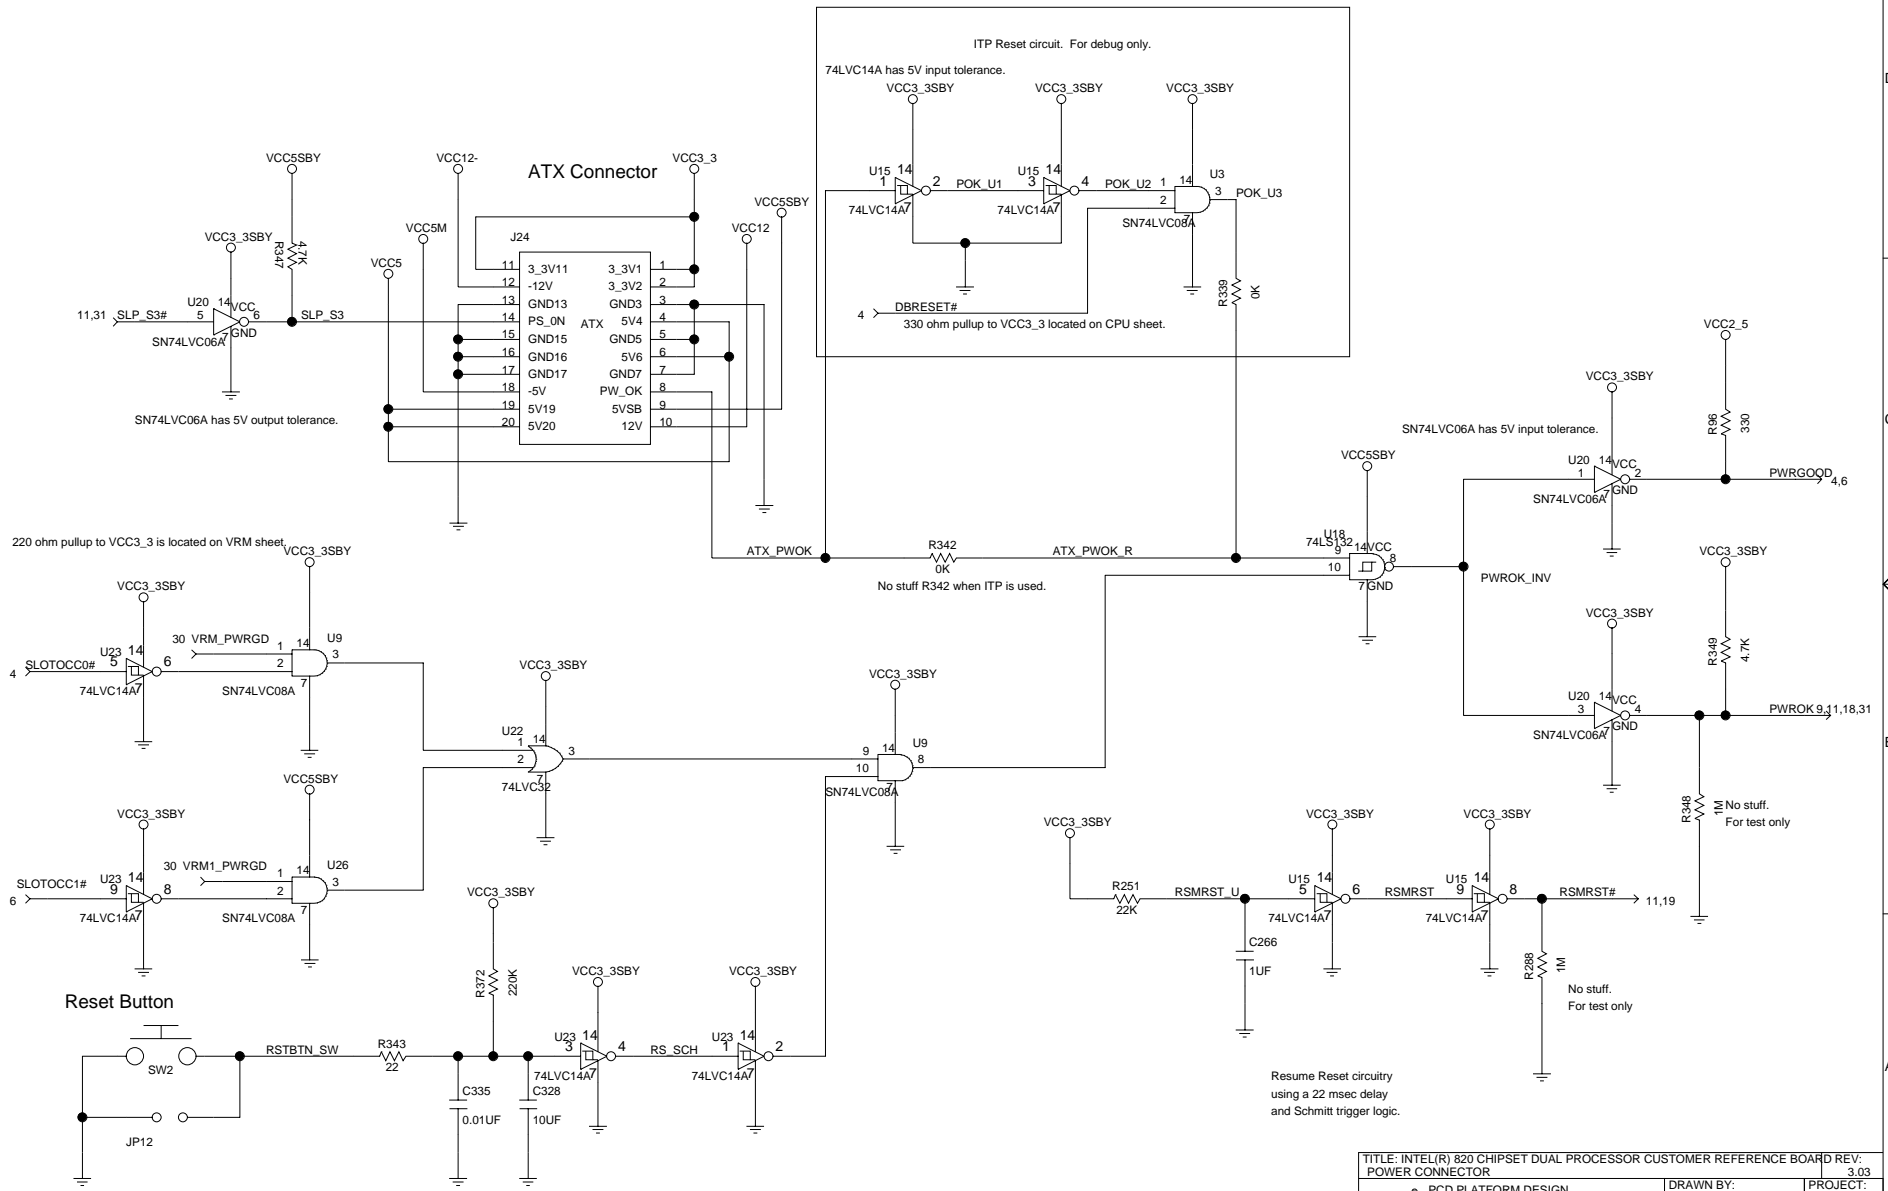 ITP Reset circuit. For debug only.
74LVC14A has 5V input tolerance.
VCC3_3SBY
VCC3_3SBY
VCC3_3SBY
U15 14
1
2
POK_U1
74LVC14A 7
U15 14
3
4
POK_U2
74LVC14A 7
U3
14
1
2
3
POK_U3
7
SN74LVC08A
R339
0K
4
DBRESET#
330 ohm pullup to VCC3_3 located on CPU sheet.
VCC5SBY
VCC12-
ATX Connector
VCC3_3
VCC5SBY
VCC3_3SBY
4.7K
R347
VCC5M
VCC12
VCC5
J24
11 3_3V11 3_3V1 1
12 -12V 3_3V2 2
13 GND13 GND3 3
14 PS_0N ATX 5V4 4
15 GND15 GND5 5
16 GND16 5V6 6
17 GND17 GND7 7
18 -5V PW_OK 8
19 5V19 5VSB 9
20 5V20 12V 10
11,31 SLP_S3#
U20 14 VCC
5
6
SLP_S3
7 GND
SN74LVC06A
SN74LVC06A has 5V output tolerance.
VCC2_5
VCC3_3SBY
R96
330
SN74LVC06A has 5V input tolerance.
VCC5SBY
U20 14 VCC
1
2
PWRGOOD 4,6
7 GND
SN74LVC06A
ATX_PWOK
R342
0K
ATX_PWOK_R
No stuff R342 when ITP is used.
U18
74LS132
9
14 VCC
10
8
7 GND
PWROK_INV
VCC3_3SBY
VCC3_3SBY
R349
4.7K
U20 14 VCC
3
4
PWROK 9,11,18,31
7 GND
SN74LVC06A
R348
1M
No stuff.
For test only
220 ohm pullup to VCC3_3 is located on VRM sheet.
VCC3_3SBY
VCC3_3SBY
4
SLOTOCC0#
U23 14
5
6
74LVC14A 7
30 VRM_PWRGD
1
14
2
U9
3
7
SN74LVC08A
VCC3_3SBY
U22
1
14
2
3
7
74LVC32
VCC3_3SBY
U9
9
14
10
8
7
SN74LVC08A
VCC5SBY
VCC3_3SBY
6
SLOTOCC1#
U23 14
9
8
74LVC14A 7
30 VRM1_PWRGD
1
14
2
U26
3
7
SN74LVC08A
VCC3_3SBY
R251
22K
RSMRST_U
C266
1UF
VCC3_3SBY
U15 14
5
6
74LVC14A 7
RSMRST
VCC3_3SBY
U15 14
9
8
74LVC14A 7
RSMRST# 11,19
R288
1M
No stuff.
For test only
Reset Button
SW2
JP12
RSTBTN_SW
R343
22
VCC3_3SBY
R372
220K
C335
0.01UF
C328
10UF
VCC3_3SBY
U23 14
3
4
74LVC14A 7
RS_SCH
VCC3_3SBY
U23 14
1
2
74LVC14A 7
Resume Reset circuitry
using a 22 msec delay
and Schmitt trigger logic.
TITLE: INTEL(R) 820 CHIPSET DUAL PROCESSOR CUSTOMER REFERENCE BOARD REV:
POWER CONNECTOR 3.03
PCD PLATFORM DESIGN DRAWN BY: PROJECT: